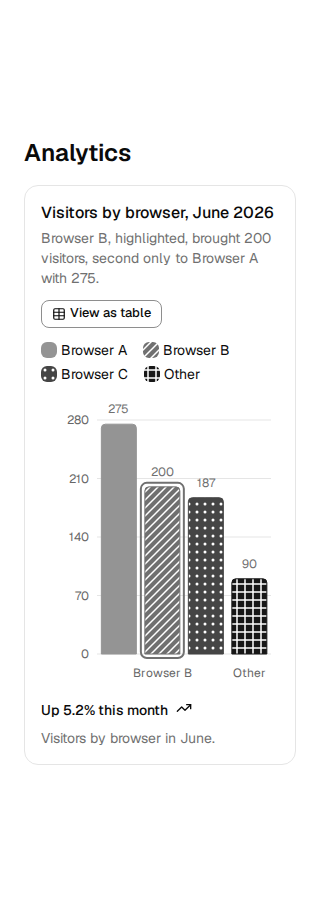 Analytics
Visitors by browser, June 2026
Browser B, highlighted, brought 200
visitors, second only to Browser A
with 275.
View as table
Browser A Browser B
Browser C Other
275
280
200
210
187
140
90
70
0
Browser B Other
Up 5.2% this month
Visitors by browser in June.